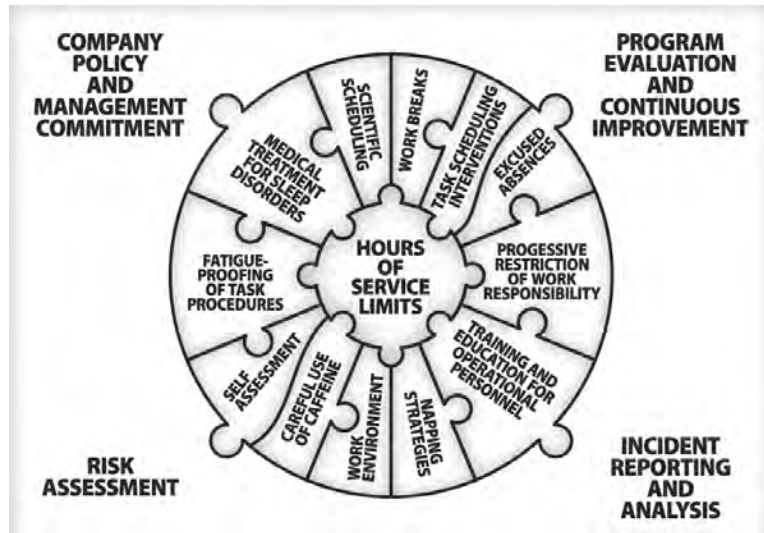 COMPANY
POLICY
AND
MANAGEMENT
COMMITMENT
PROGRAM
EVALUATION
AND
CONTINUOUS
IMPROVEMENT
SCIENTIFIC
SCHEDULING
WORK BREAKS
TASK SCHEDULING
INTERVENTIONS
EXCUSED
ABSENCES
MEDICAL
TREATMENT
FOR SLEEP
DISORDERS
HOURS
OF
SERVICE
LIMITS
PROGESSIVE
RESTRICTION
OF WORK
RESPONSIBILITY
FATIGUE-
PROOFING
OF TASK
PROCEDURES
TRAINING AND
EDUCATION FOR
OPERATIONAL
PERSONNEL
SELF
ASSESSMENT
CAREFUL USE
OF CAFFEINE
WORK
ENVIRONMENT
NAPPING
STRATEGIES
RISK
ASSESSMENT
INCIDENT
REPORTING
AND
ANALYSIS